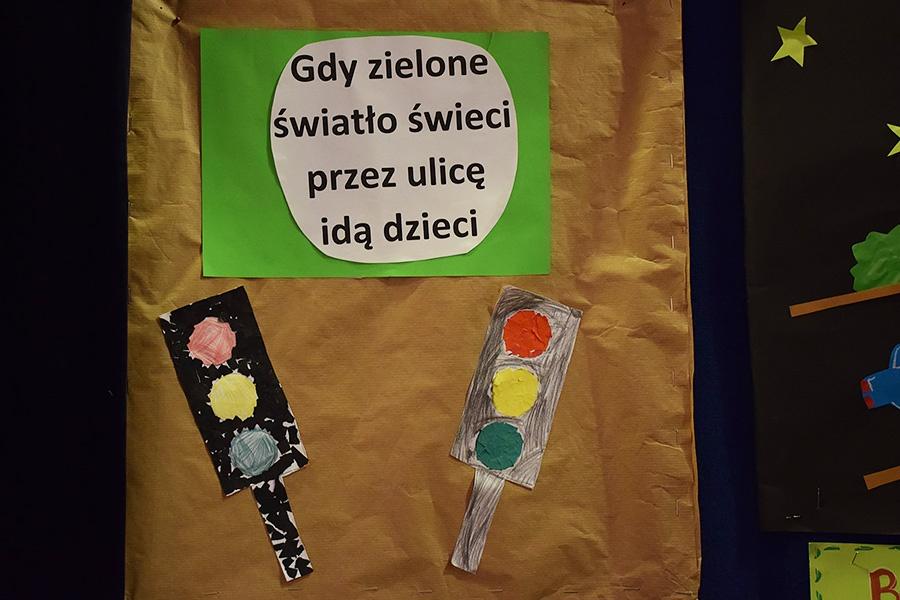 Gdy zielone
światło świeci
przez ulicę
idą dzieci
B